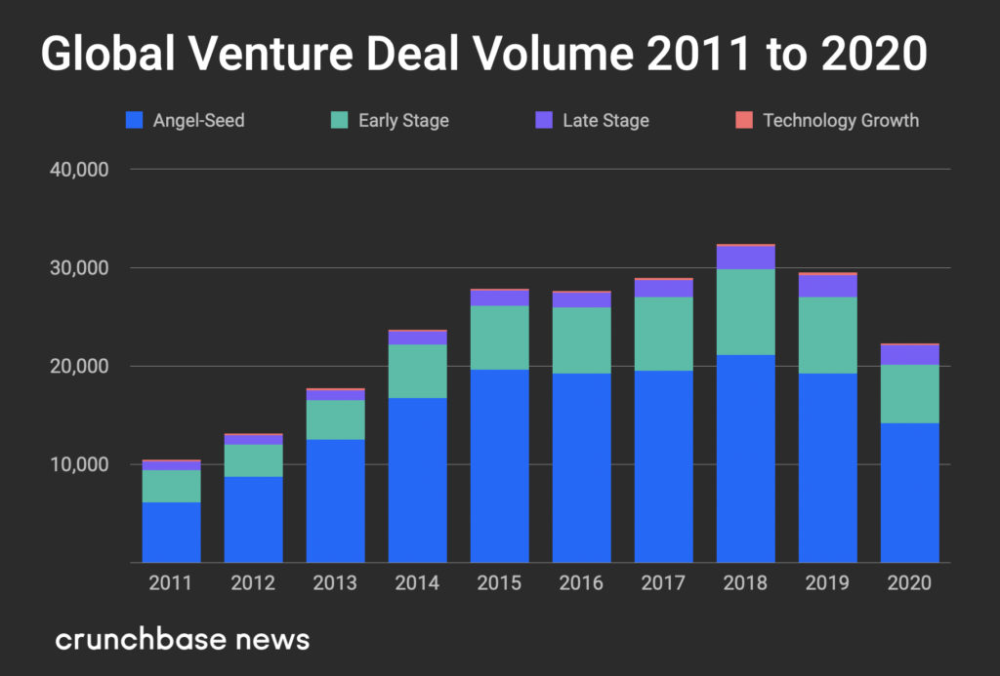 Global Venture Deal Volume 2011 to 2020
Angel-Seed Early Stage Late Stage Technology Growth
40,000
30,000
20,000
10,000
2011 2012 2013 2014 2015 2016 2017 2018 2019 2020
crunchbase news